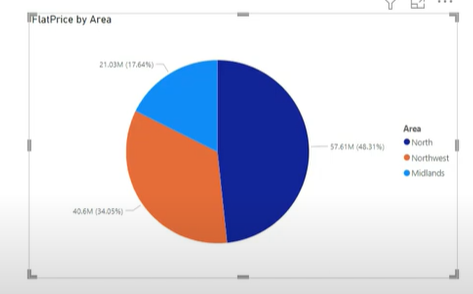 FlatPrice by Area
21.03M (17.64%)
57.61M (48.31%)
40.6M (34.05%)
Area
North
Northwest
Midlands